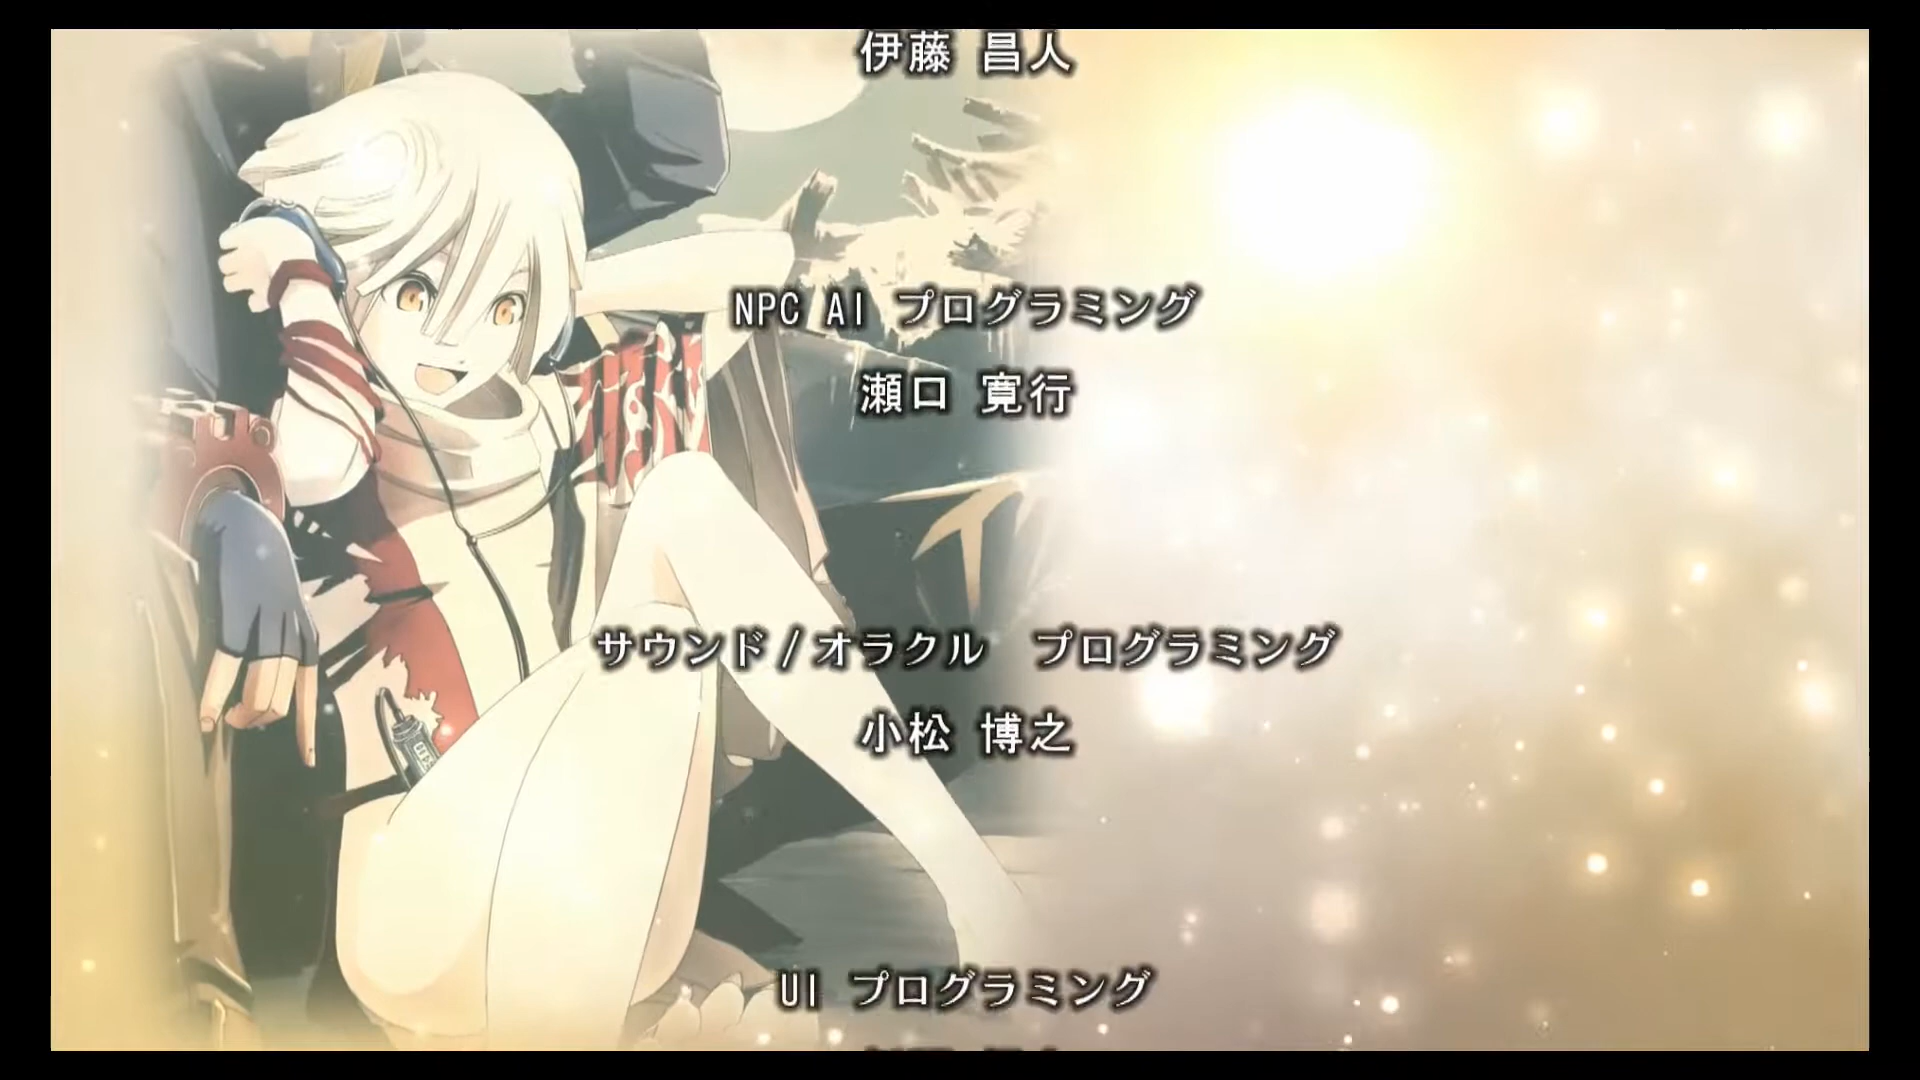 伊藤 昌人
NPC AI プログラミング
瀬口 寛行
サウンド/オラクル プログラミング
小松 博之
UI プログラミング